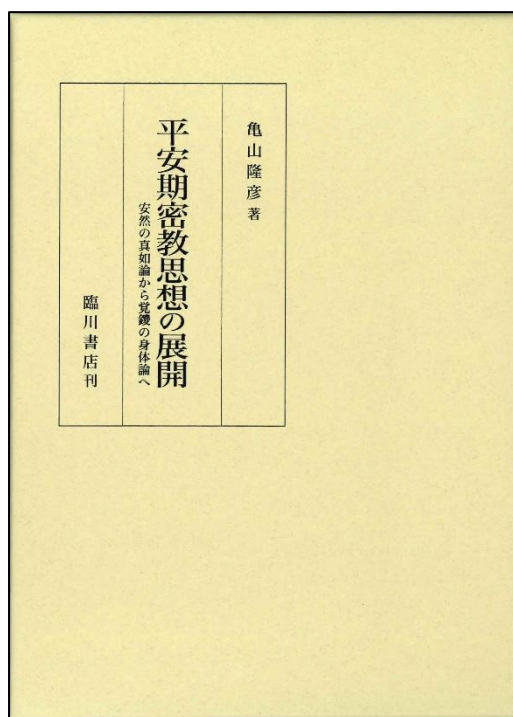 亀山隆彦著
平安期密教思想の展開
安然の真如論から覚鑁の身体論へ
臨川書店刊